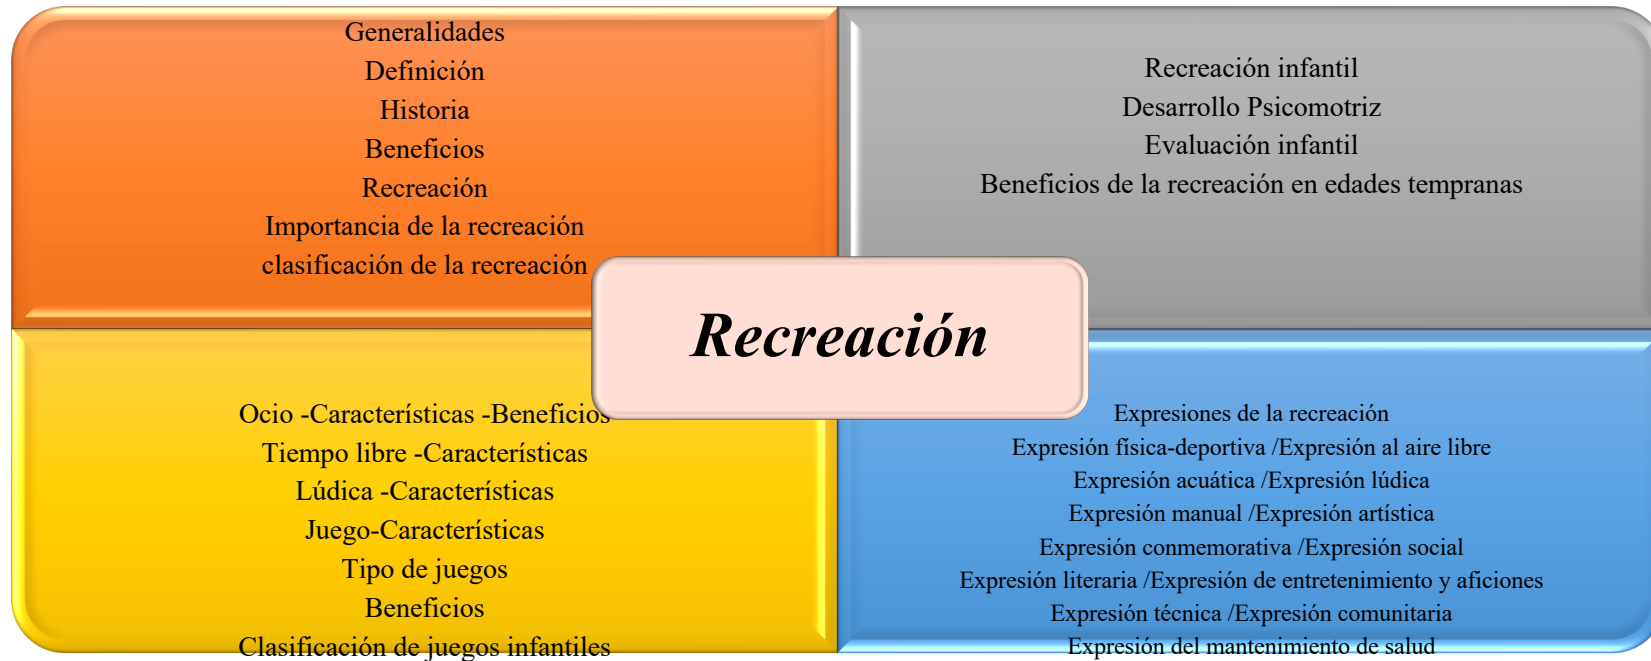 Generalidades
Definición
Historia
Beneficios
Recreación
Importancia de la recreación
clasificación de la recreación
Recreación infantil
Desarrollo Psicomotriz
Evaluación infantil
Beneficios de la recreación en edades tempranas
Recreación
Ocio -Características -Beneficios
Tiempo libre -Características
Lúdica -Características
Juego-Características
Tipo de juegos
Beneficios
Clasificación de juegos infantiles
Expresiones de la recreación
Expresión física-deportiva /Expresión al aire libre
Expresión acuática /Expresión lúdica
Expresión manual /Expresión artística
Expresión conmemorativa /Expresión social
Expresión literaria /Expresión de entretenimiento y aficiones
Expresión técnica /Expresión comunitaria
Expresión del mantenimiento de salud